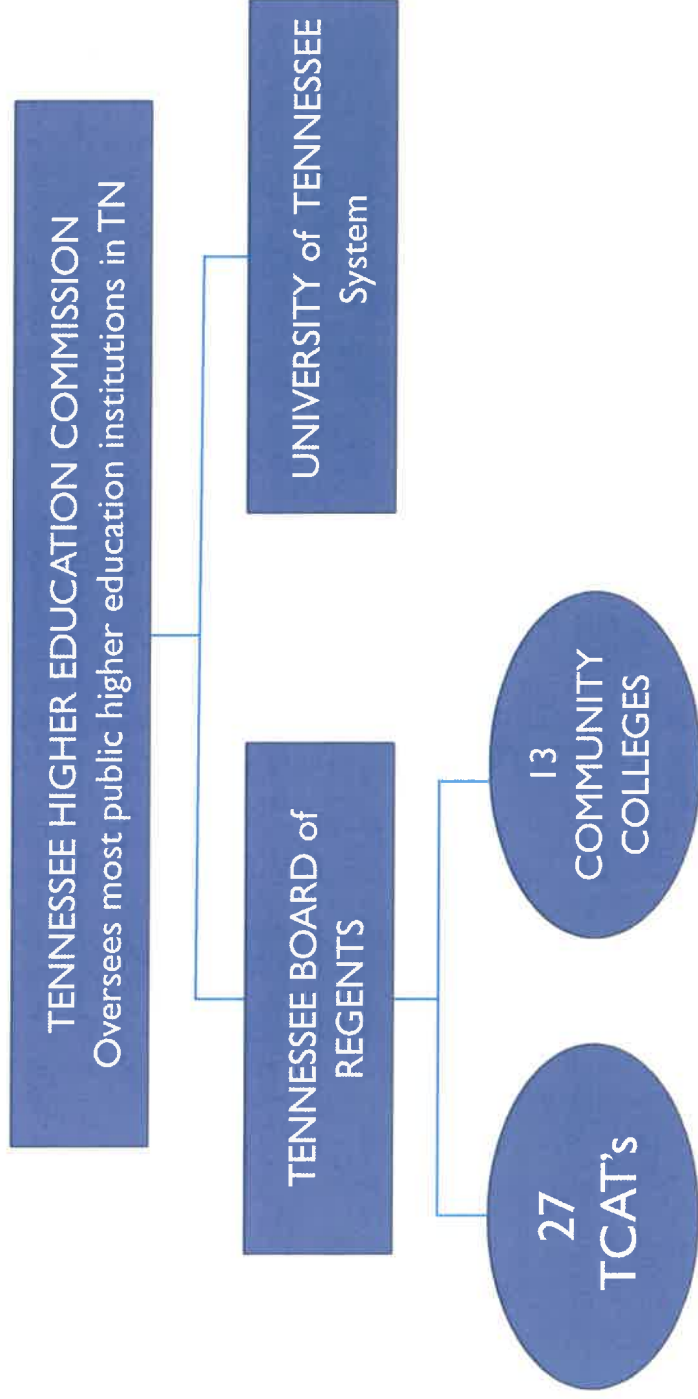 TENNESSEE HIGHER EDUCATION COMMISSION
Oversees most public higher education institutions in TN
TENNESSEE BOARD of
REGENTS
UNIVERSITY of TENNESSEE
System
27
TCAT's
13
COMMUNITY
COLLEGES